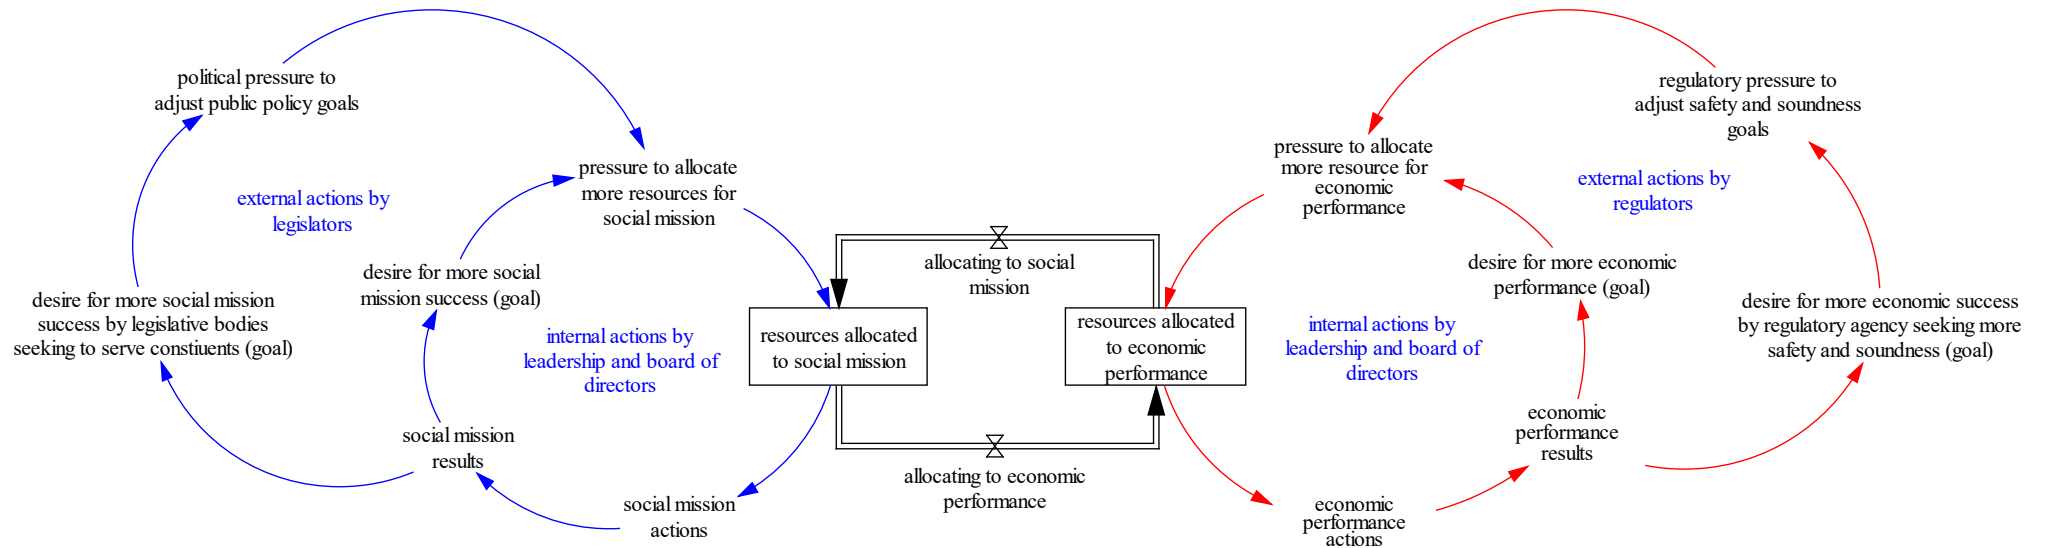 political pressure to
adjust public policy goals
regulatory pressure to
adjust safety and soundness
goals
pressure to allocate
more resources for
social mission
pressure to allocate
more resource for
economic
performance
external actions by
legislators
external actions by
regulators
desire for more social
mission success (goal)
allocating to social
mission
desire for more economic
performance (goal)
desire for more social mission
success by legislative bodies
seeking to serve constiuents (goal)
internal actions by
leadership and board of
directors
resources allocated
to social mission
resources allocated
to economic
performance
internal actions by
leadership and board of
directors
desire for more economic success
by regulatory agency seeking more
safety and soundness (goal)
social mission
results
economic
performance
results
allocating to economic
performance
social mission
actions
economic
performance
actions